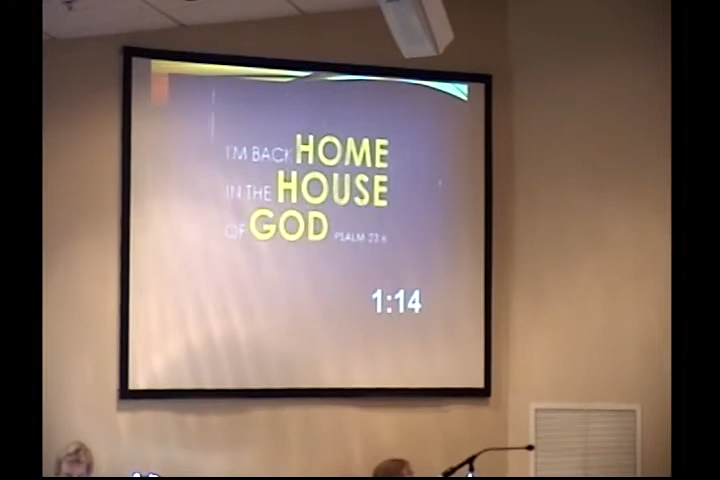 I'M BACK HOME
IN THE HOUSE
OF GOD PSALM 23:6
1:14